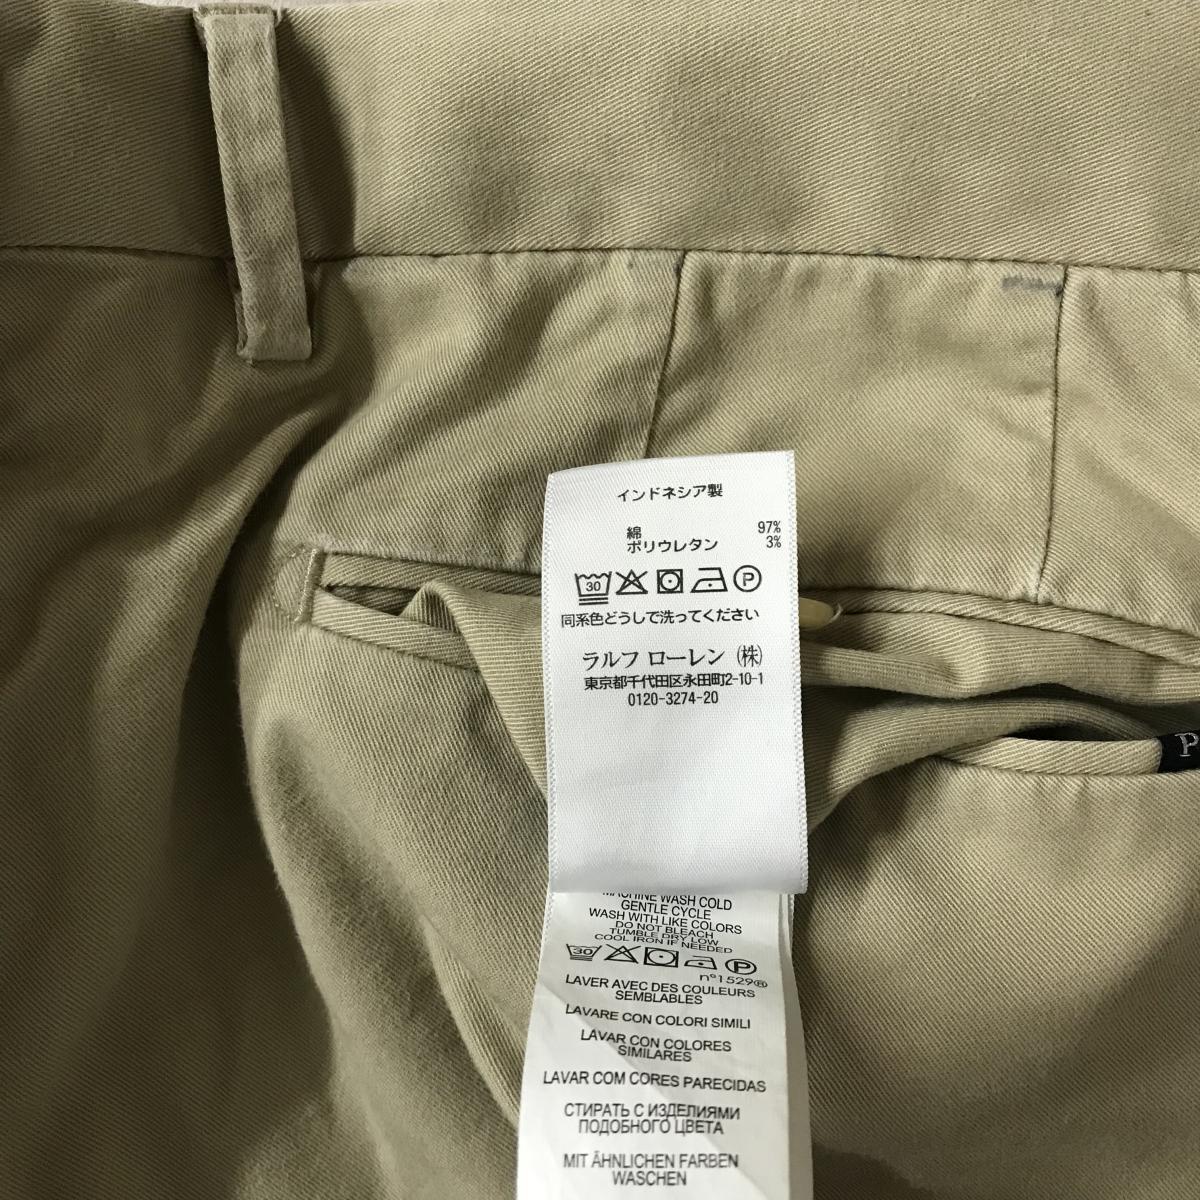 インドネシア製
綿 97%
ポリウレタン 3%
30 P
同系色どうしで洗ってください
ラルフ ローレン (株)
東京都千代田区永田町2-10-1
0120-3274-20
P
MACHINE WASH COLD
GENTLE CYCLE
WASH WITH LIKE COLORS
DO NOT BLEACH
TUMBLE DRY LOW
COOL IRON IF NEEDED
30 P
n°1529®
LAVER AVEC DES COULEURS
SEMBLABLES
LAVARE CON COLORI SIMILI
LAVAR CON COLORES
SIMILARES
LAVAR COM CORES PARECIDAS
СТИРАТЬ С ИЗДЕЛИЯМИ
ПОДОБНОГО ЦВЕТА
MIT ÄHNLICHEN FARBEN
WASCHEN